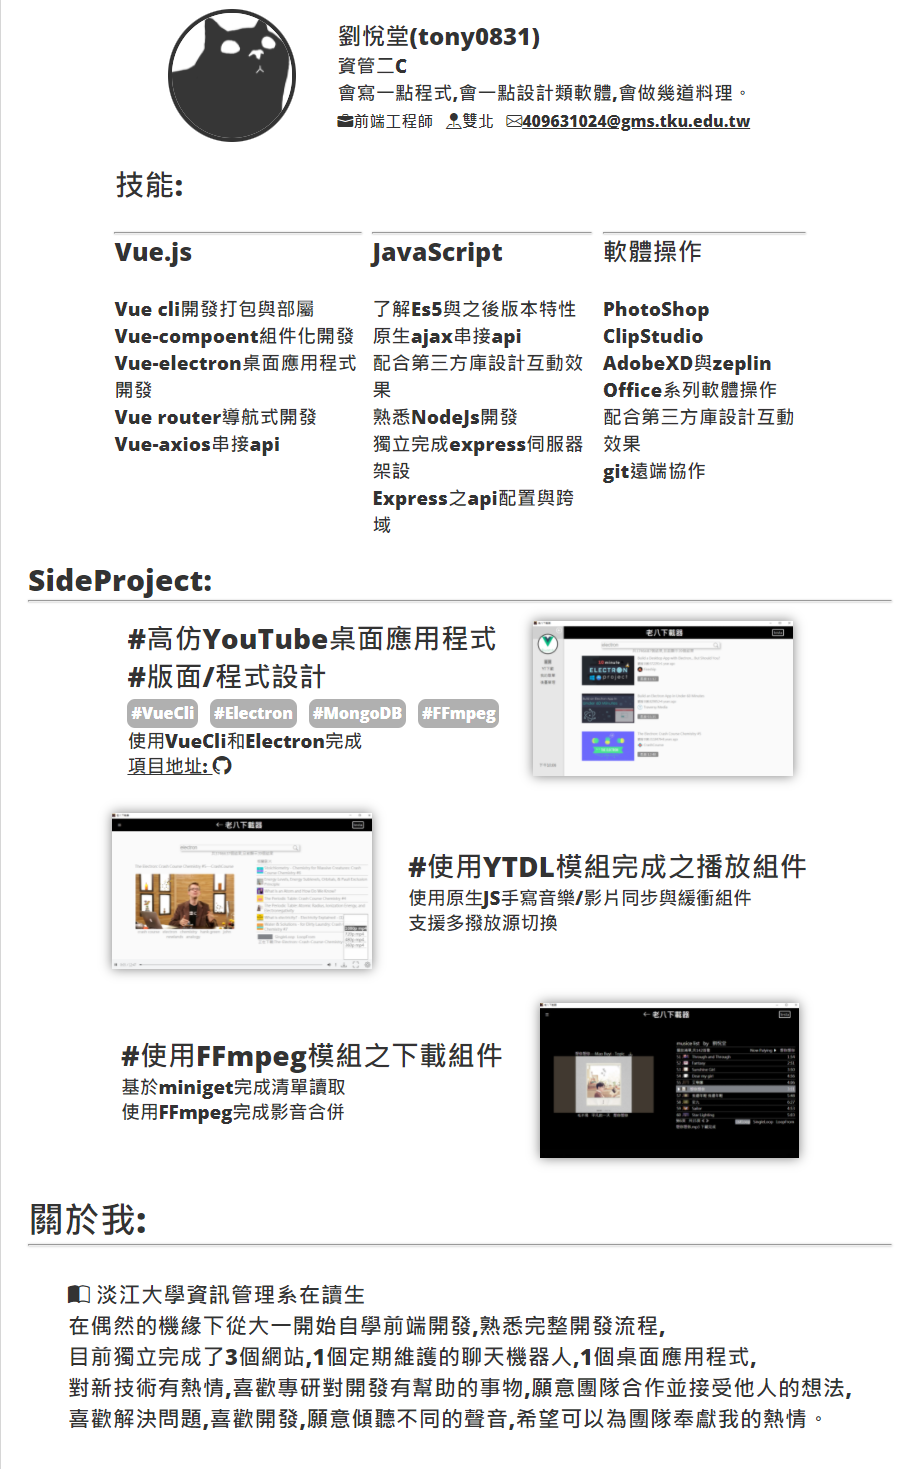 劉悅堂(tony0831)
資管二C
會寫一點程式,會一點設計類軟體,會做幾道料理。
前端工程師 雙北 409631024@gms.tku.edu.tw
技能:
Vue.js
Vue cli開發打包與部屬
Vue-compoent組件化開發
Vue-electron桌面應用程式
開發
Vue router導航式開發
Vue-axios串接api
JavaScript
了解Es5與之後版本特性
原生ajax串接api
配合第三方庫設計互動效
果
熟悉NodeJs開發
獨立完成express伺服器
架設
Express之api配置與跨
域
軟體操作
PhotoShop
ClipStudio
AdobeXD與zeplin
Office系列軟體操作
配合第三方庫設計互動
效果
git遠端協作
SideProject:
#高仿YouTube桌面應用程式
#版面/程式設計
#VueCli #Electron #MongoDB #FFmpeg
使用VueCli和Electron完成
項目地址:
老八下載器
electron
ELECTRON
project
老八下載器
electron
#使用YTDL模組完成之播放組件
使用原生JS手寫音樂/影片同步與緩衝組件
支援多撥放源切換
#使用FFmpeg模組之下載組件
基於miniget完成清單讀取
使用FFmpeg完成影音合併
老八下載器
關於我:
淡江大學資訊管理系在讀生
在偶然的機緣下從大一開始自學前端開發,熟悉完整開發流程,
目前獨立完成了3個網站,1個定期維護的聊天機器人,1個桌面應用程式,
對新技術有熱情,喜歡專研對開發有幫助的事物,願意團隊合作並接受他人的想法,
喜歡解決問題,喜歡開發,願意傾聽不同的聲音,希望可以為團隊奉獻我的熱情。